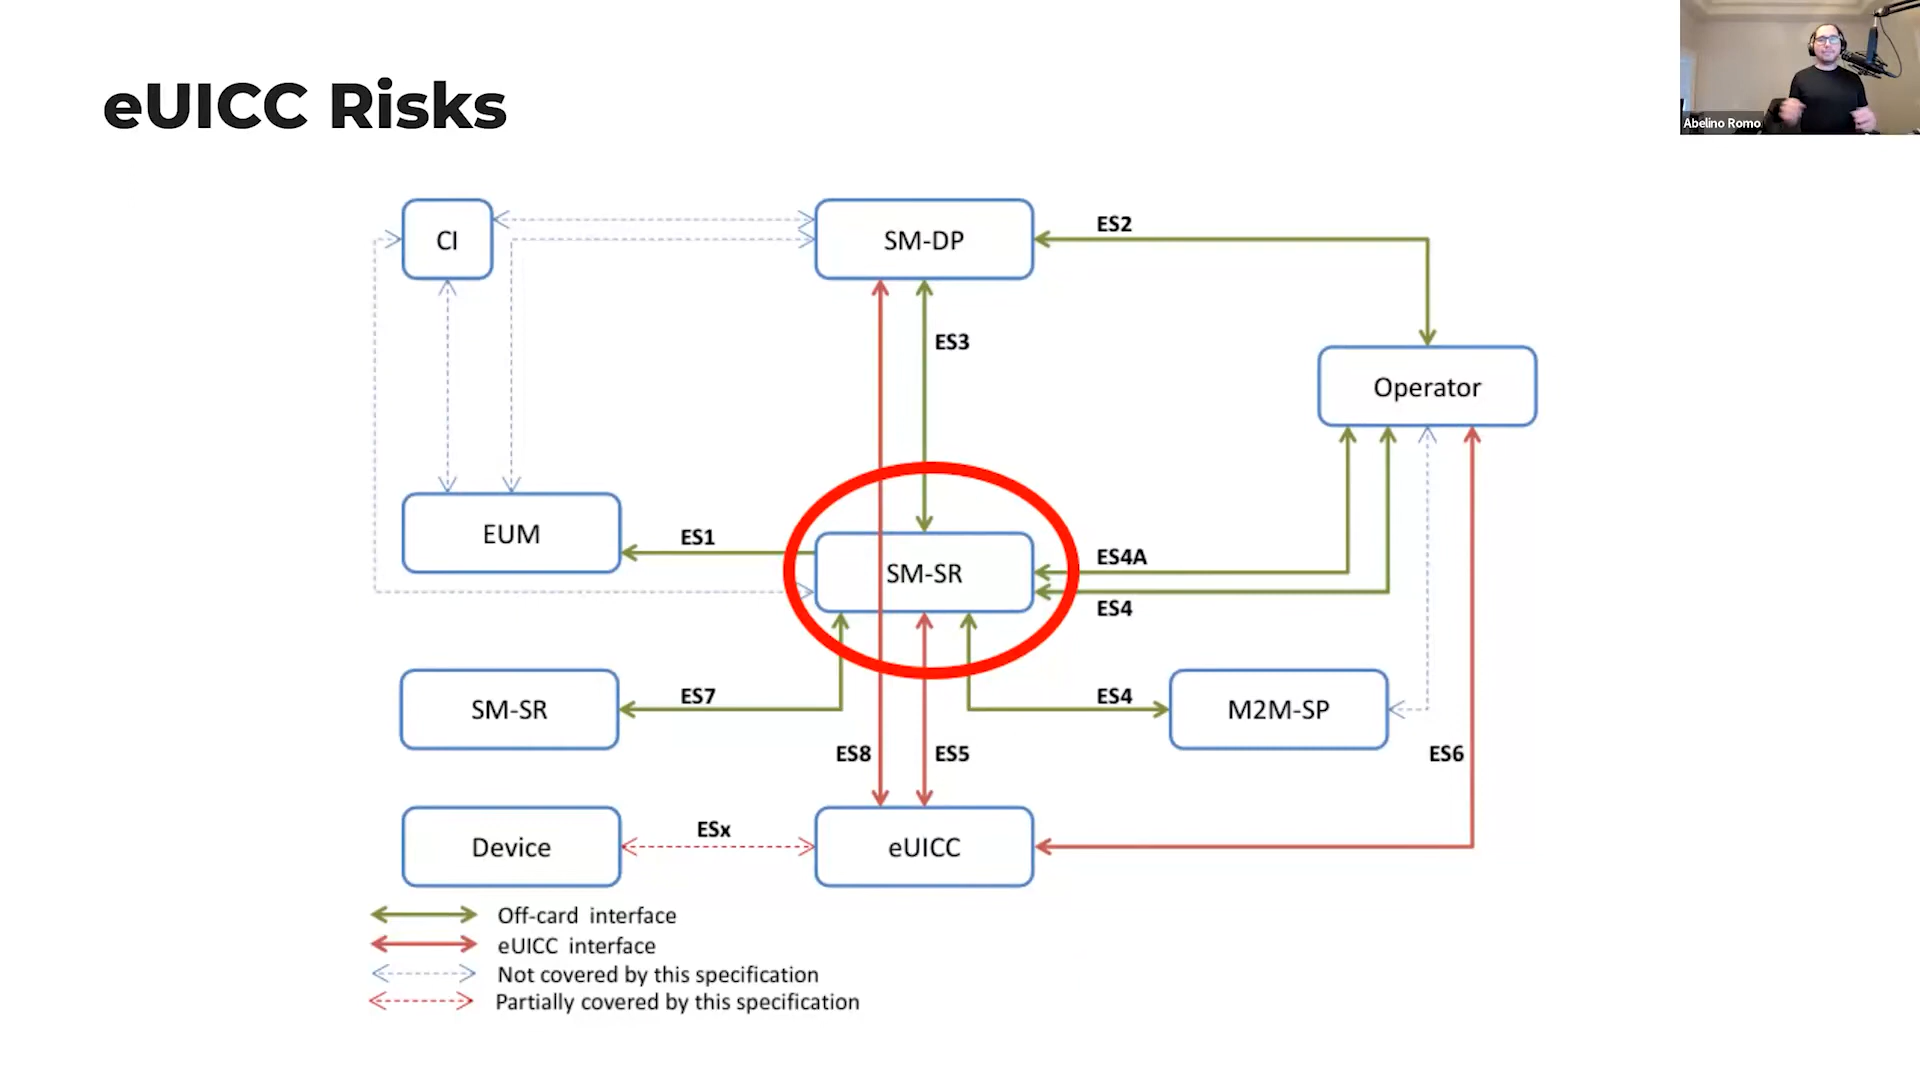 eUICC Risks
Abelino Romo
CI
SM-DP
ES2
ES3
Operator
EUM
ES1
SM-SR
ES4A
ES4
SM-SR
ES7
ES4
M2M-SP
ES8
ES5
ES6
Device
ESx
eUICC
Off-card interface
eUICC interface
Not covered by this specification
Partially covered by this specification